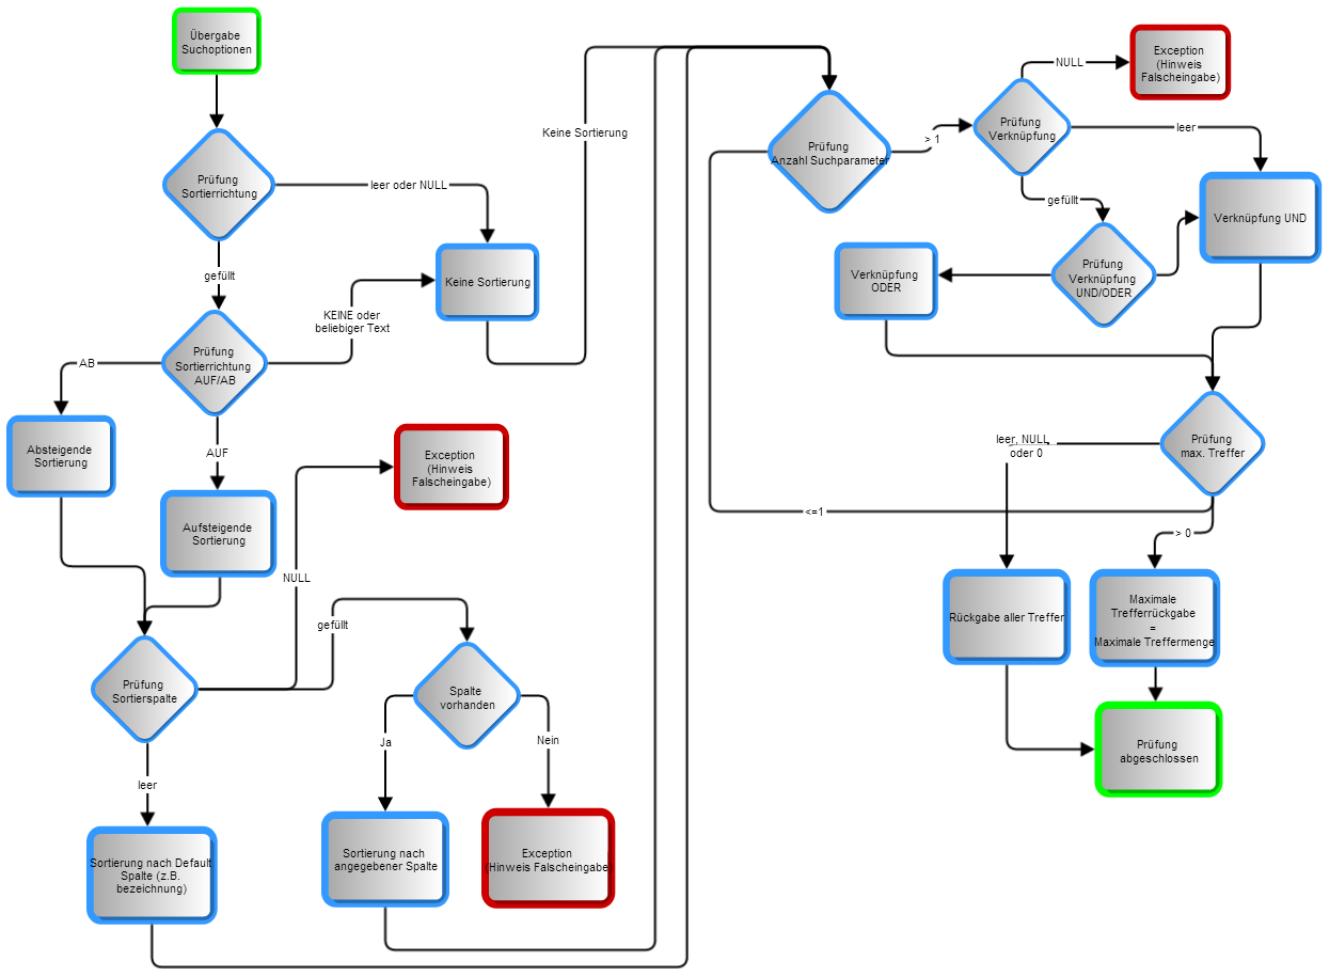 Übergabe
Suchoptionen
Prüfung
Sortierrichtung
leer oder NULL
gefüllt
Keine Sortierung
KEINE oder
beliebiger Text
Prüfung
Sortierrichtung
AUF/AB
AB
AUF
Absteigende
Sortierung
Aufsteigende
Sortierung
Exception
(Hinweis
Falscheingabe)
NULL
gefüllt
Prüfung
Sortierspalte
leer
Spalte
vorhanden
Ja
Nein
Sortierung nach Default
Spalte (z.B.
bezeichnung)
Sortierung nach
angegebener Spalte
Exception
(Hinweis Falscheingabe)
Keine Sortierung
Prüfung
Anzahl Suchparameter
> 1
Prüfung
Verknüpfung
NULL
Exception
(Hinweis
Falscheingabe)
leer
gefüllt
Verknüpfung UND
Prüfung
Verknüpfung
UND/ODER
Verknüpfung
ODER
Prüfung
max. Treffer
leer, NULL
oder 0
<=1
> 0
Rückgabe aller Treffer
Maximale
Trefferrückgabe
=
Maximale Treffermenge
Prüfung
abgeschlossen